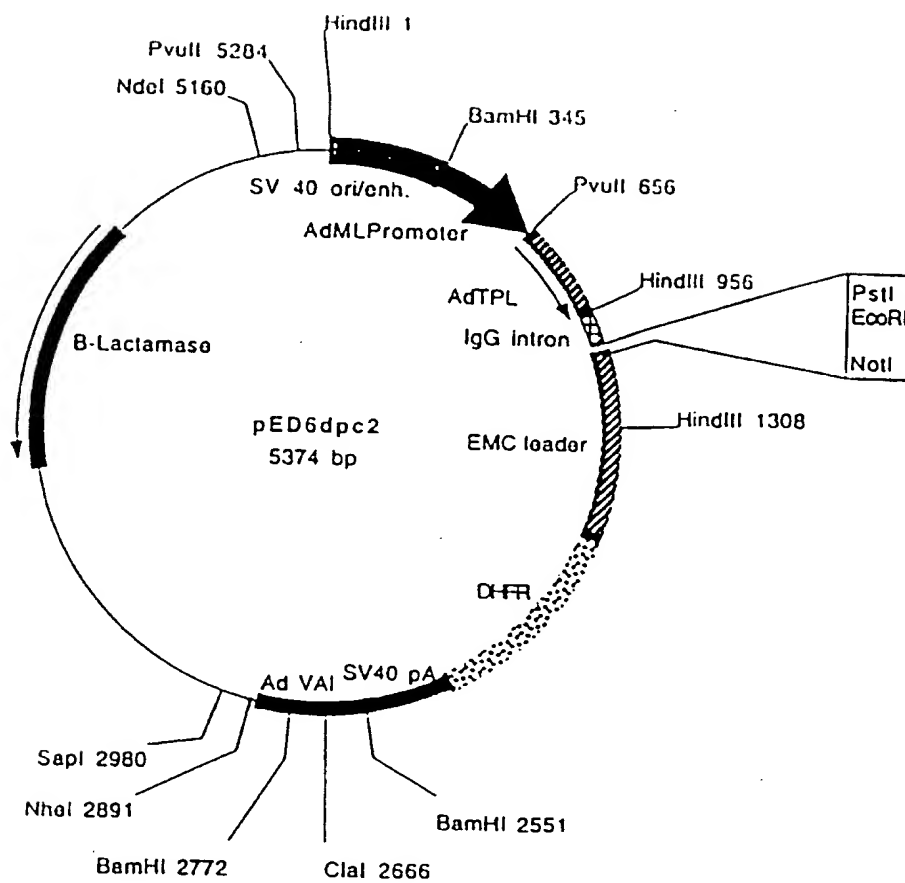 HindIII 1
PvuII 5284
NdeI 5160
BamHI 345
SV 40 ori/enh.
PvuII 656
AdMLPromoter
HindIII 956
AdTPL
PstI
EcoRI
IgG intron
B-Lactamase
NotI
pED6dpc2
HindIII 1308
5374 bp
EMC leader
DHFR
Ad VAI
SV40 pA
SapI 2980
NheI 2891
BamHI 2551
BamHI 2772
ClaI 2666